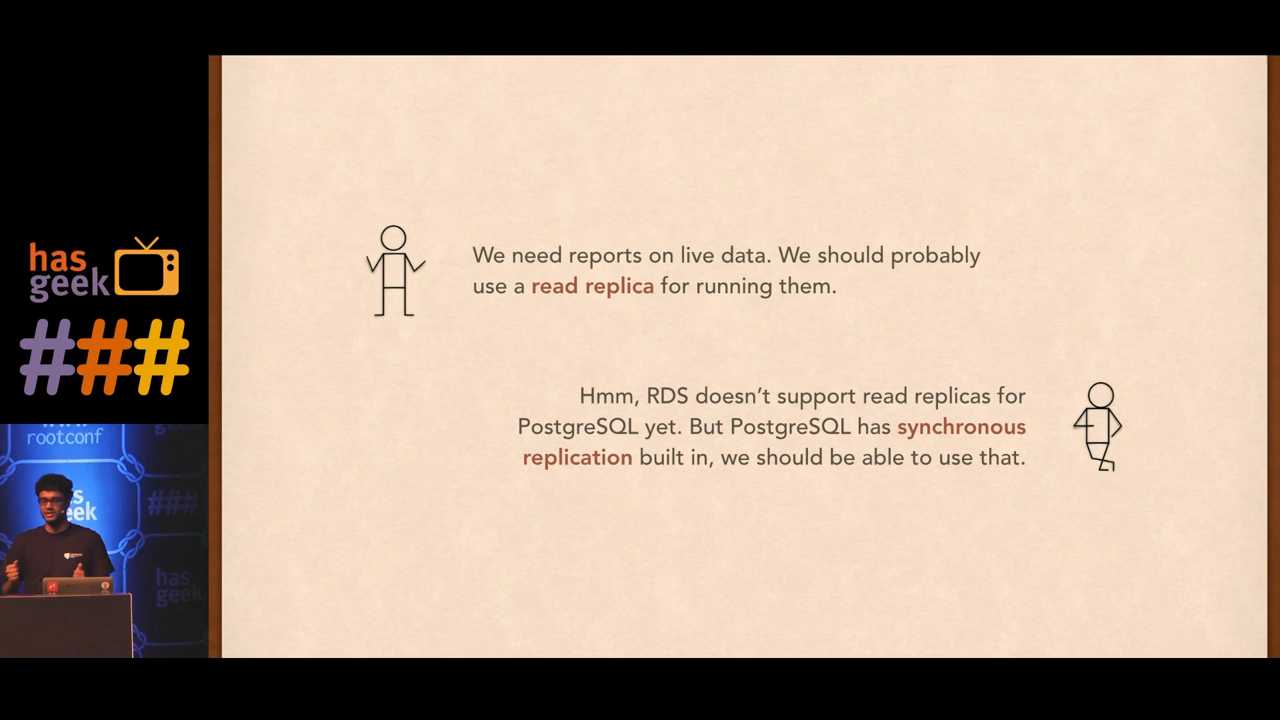 has
geek
###
We need reports on live data. We should probably
use a read replica for running them.
Hmm, RDS doesn’t support read replicas for
PostgreSQL yet. But PostgreSQL has synchronous
replication built in, we should be able to use that.
rootconf
###
has
geek